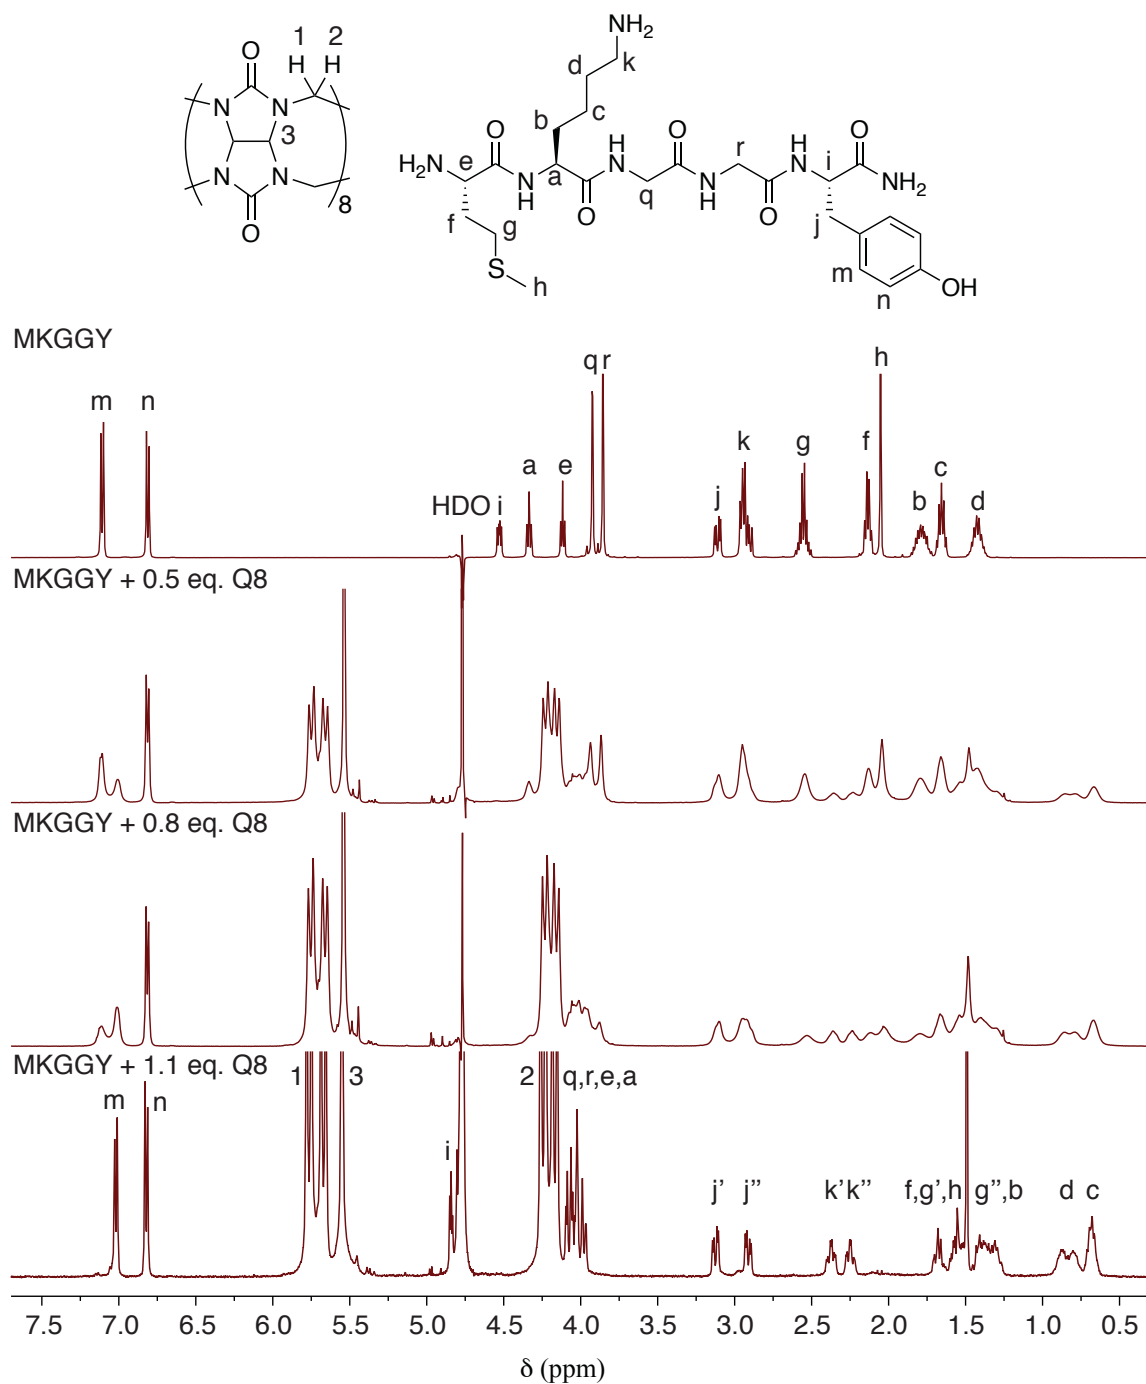 1 2
O H H
N N
3
N N
8
O
NH2
d k
b c
O O H O H O
H2N e N r N i
N a N q N NH2
H O H O
f g j
S h m n OH
MKGGY
m n HDO i a e q r j k g f h b c d
MKGGY + 0.5 eq. Q8
MKGGY + 0.8 eq. Q8
MKGGY + 1.1 eq. Q8
m n 1 3 i 2 q,r,e,a j’ j” k’ k” f,g’,h g”,b d c
7.5 7.0 6.5 6.0 5.5 5.0 4.5 4.0 3.5 3.0 2.5 2.0 1.5 1.0 0.5
δ (ppm)